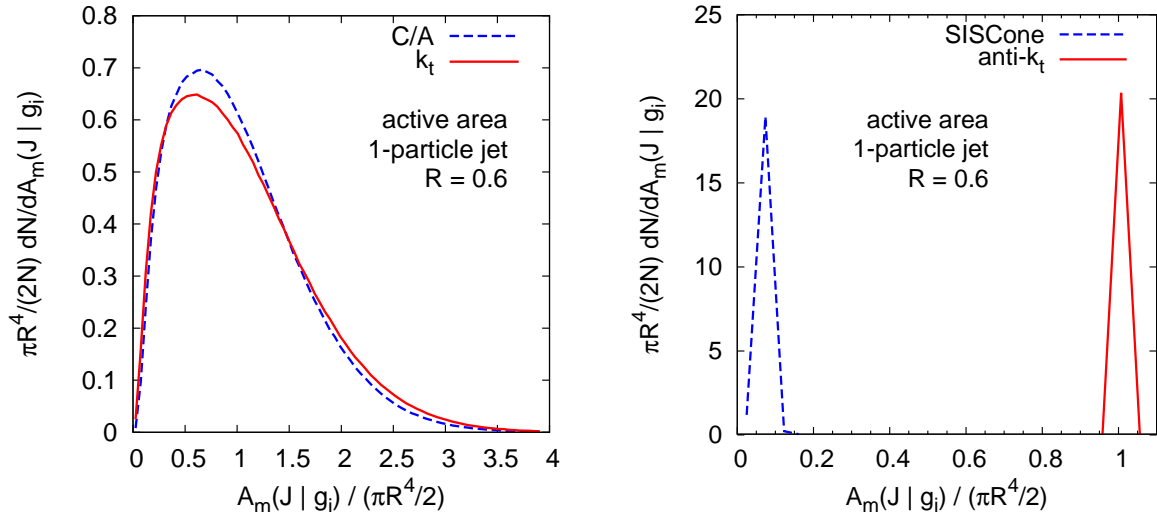 πR⁴/(2N) dN/dAₘ(J | gᵢ)
0.8
0.7
0.6
0.5
0.4
0.3
0.2
0.1
0
C/A
kₜ
active area
1-particle jet
R = 0.6
0 0.5 1 1.5 2 2.5 3 3.5 4
Aₘ(J | gᵢ) / (πR⁴/2)
πR⁴/(2N) dN/dAₘ(J | gᵢ)
25
20
15
10
5
0
SISCone
anti-kₜ
active area
1-particle jet
R = 0.6
0 0.2 0.4 0.6 0.8 1
Aₘ(J | gᵢ) / (πR⁴/2)